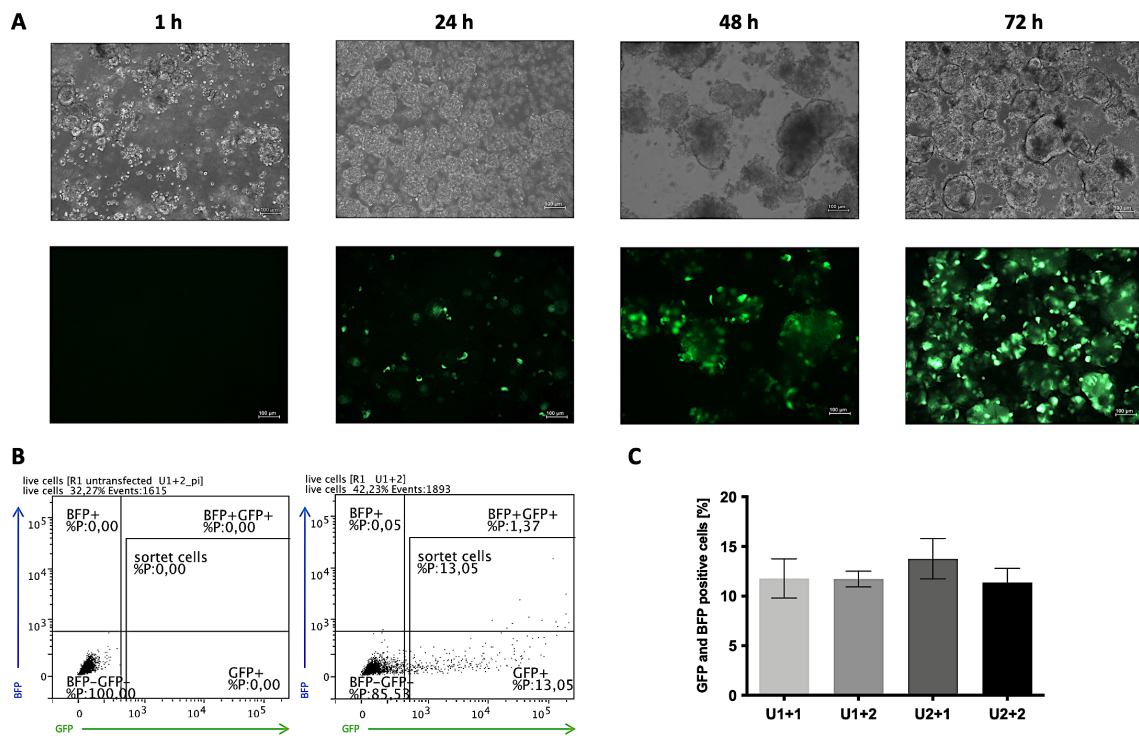 A
1 h
24 h
48 h
72 h
100 µm
100 µm
100 µm
100 µm
100 µm
100 µm
100 µm
100 µm
B
live cells [R1 untransfected U1+2_pi]
live cells 32,27% Events:1615
BFP+
%P:0,00
BFP+GFP+
%P:0,00
sortet cells
%P:0,00
GFP+
%P:0,00
BFP-GFP-
%P:100,00
10⁵
10⁴
10³
0
0
10³
10⁴
10⁵
BFP
GFP
live cells [R1 U1+2]
live cells 42,23% Events:1893
BFP+
%P:0,05
BFP+GFP+
%P:1,37
sortet cells
%P:13,05
GFP+
%P:13,05
BFP-GFP-
%P:85,53
10⁵
10⁴
10³
0
0
10³
10⁴
10⁵
BFP
GFP
C
GFP and BFP positive cells [%]
20
15
10
5
0
U1+1
U1+2
U2+1
U2+2